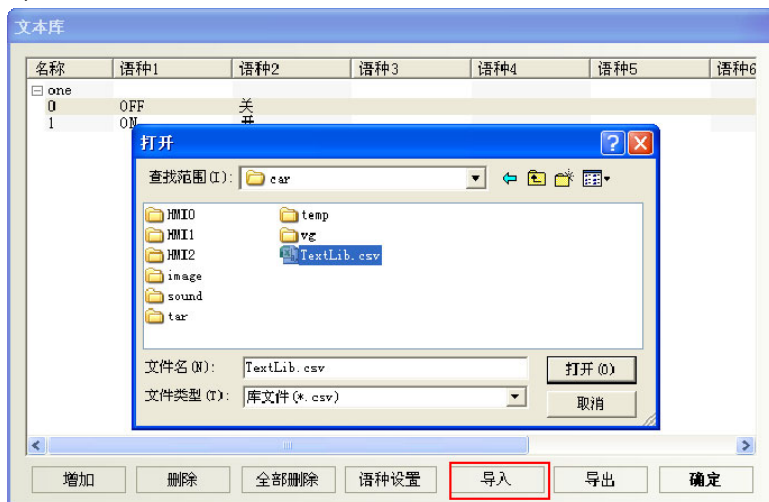 文本库
名称 语种1 语种2 语种3 语种4 语种5 语种6
one
0 OFF 关
1 ON 开
打开
查找范围(I): car
HMI0 temp
HMI1 vg
HMI2 TextLib.csv
image
sound
tar
文件名(N): TextLib.csv 打开(O)
文件类型(T): 库文件(*.csv) 取消
增加 删除 全部删除 语种设置 导入 导出 确定